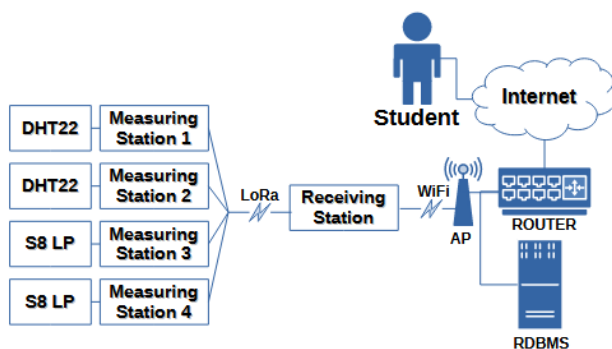 Student
Internet
DHT22
Measuring
Station 1
DHT22
Measuring
Station 2
S8 LP
Measuring
Station 3
S8 LP
Measuring
Station 4
LoRa
Receiving
Station
WiFi
AP
ROUTER
RDBMS